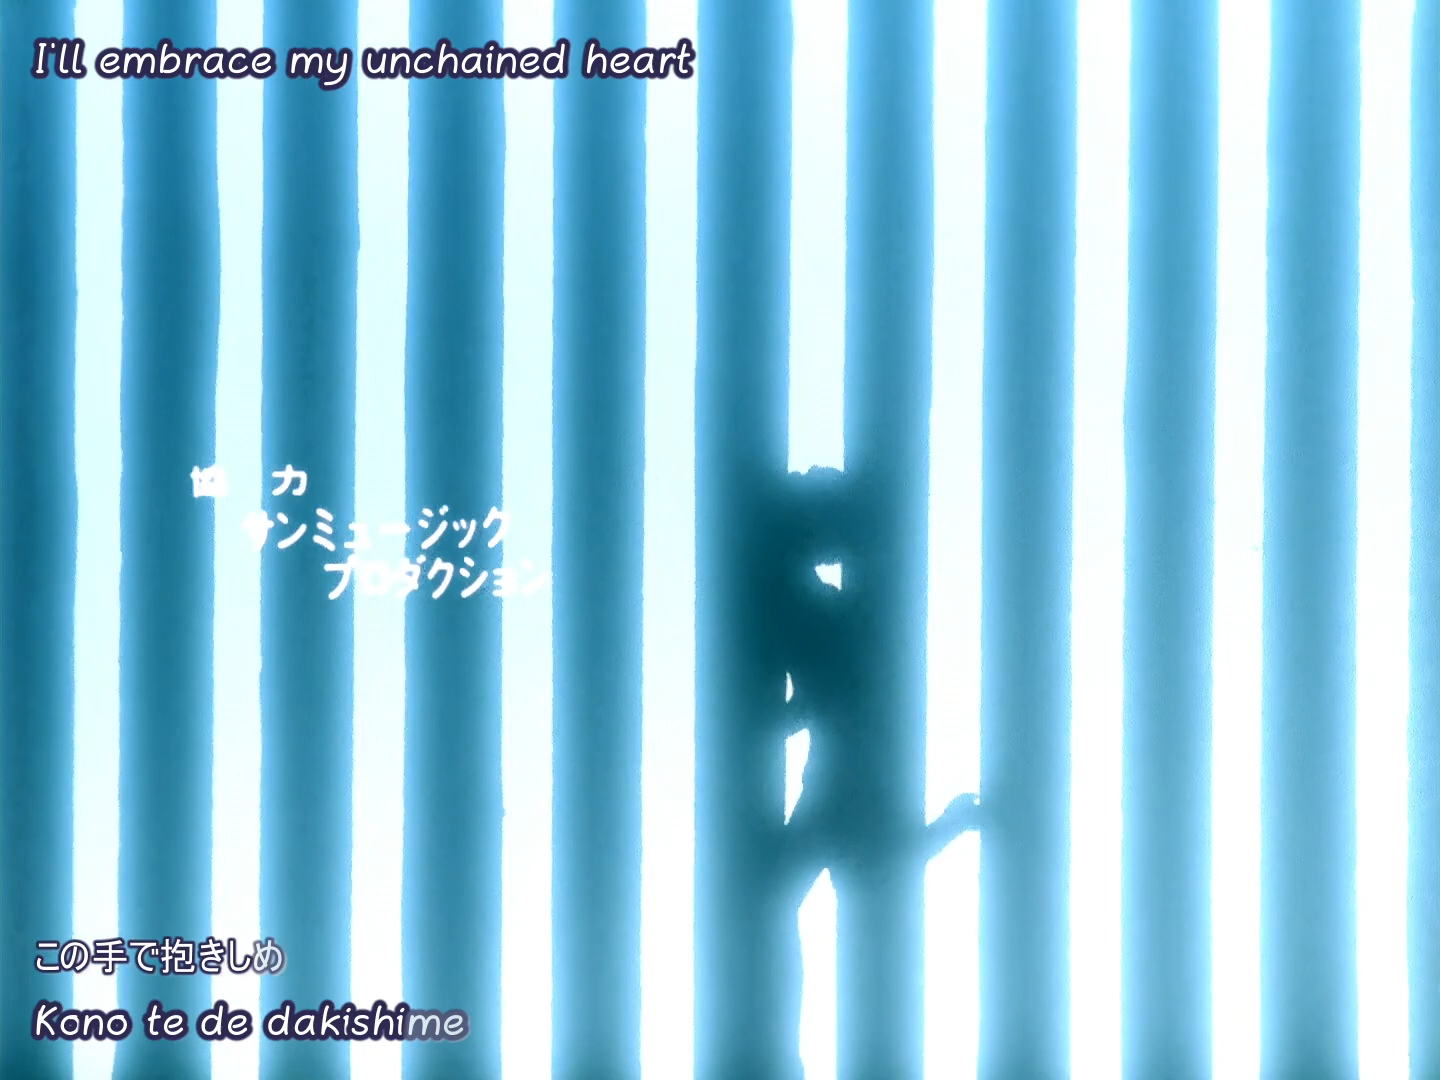 I'll embrace my unchained heart
協 力
サンミュージック
プロダクション
この手で抱きしめ
Kono te de dakishime